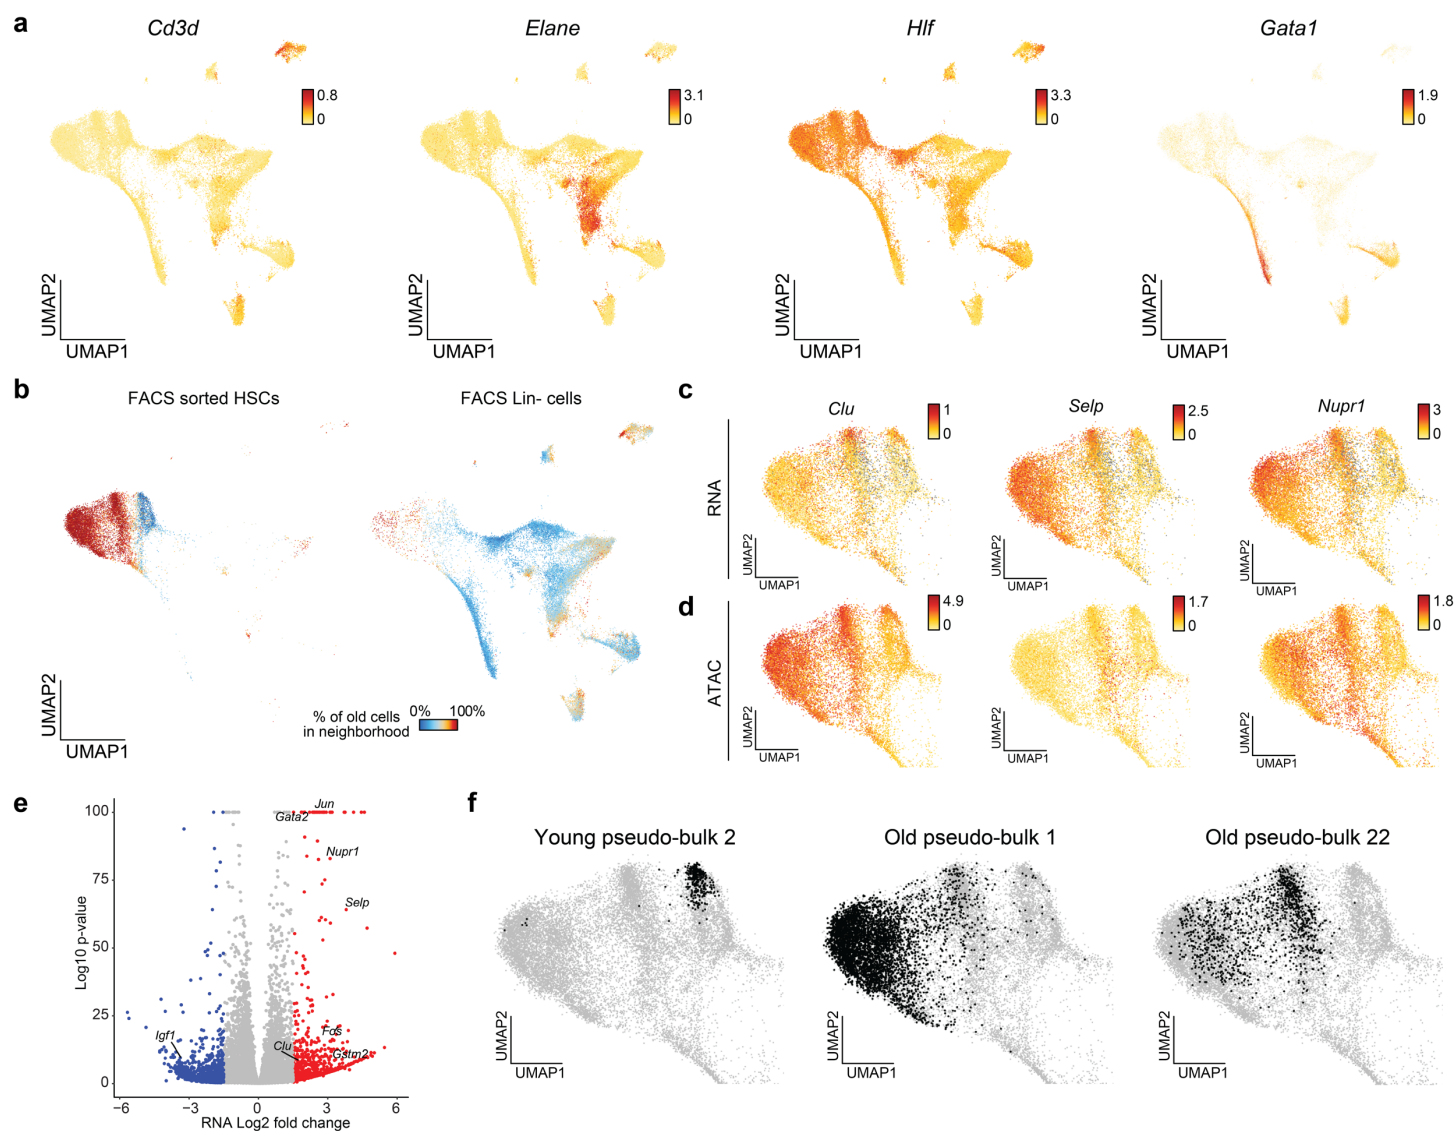 a
Cd3d
Elane
Hlf
Gata1
0.8
0
3.1
0
3.3
0
1.9
0
UMAP2
UMAP1
UMAP2
UMAP1
UMAP2
UMAP1
UMAP2
UMAP1
b
FACS sorted HSCs
FACS Lin- cells
% of old cells
in neighborhood
0%
100%
UMAP2
UMAP1
c
Clu
Selp
Nupr1
1
0
2.5
0
3
0
RNA
UMAP2
UMAP1
UMAP2
UMAP1
UMAP2
UMAP1
d
4.9
0
1.7
0
1.8
0
ATAC
UMAP2
UMAP1
UMAP2
UMAP1
UMAP2
UMAP1
e
100
75
50
25
0
Log10 p-value
Jun
Gata2
Nupr1
Selp
Igf1
Fos
Clu
Gstm2
−6
−3
0
3
6
RNA Log2 fold change
f
Young pseudo-bulk 2
Old pseudo-bulk 1
Old pseudo-bulk 22
UMAP2
UMAP1
UMAP2
UMAP1
UMAP2
UMAP1